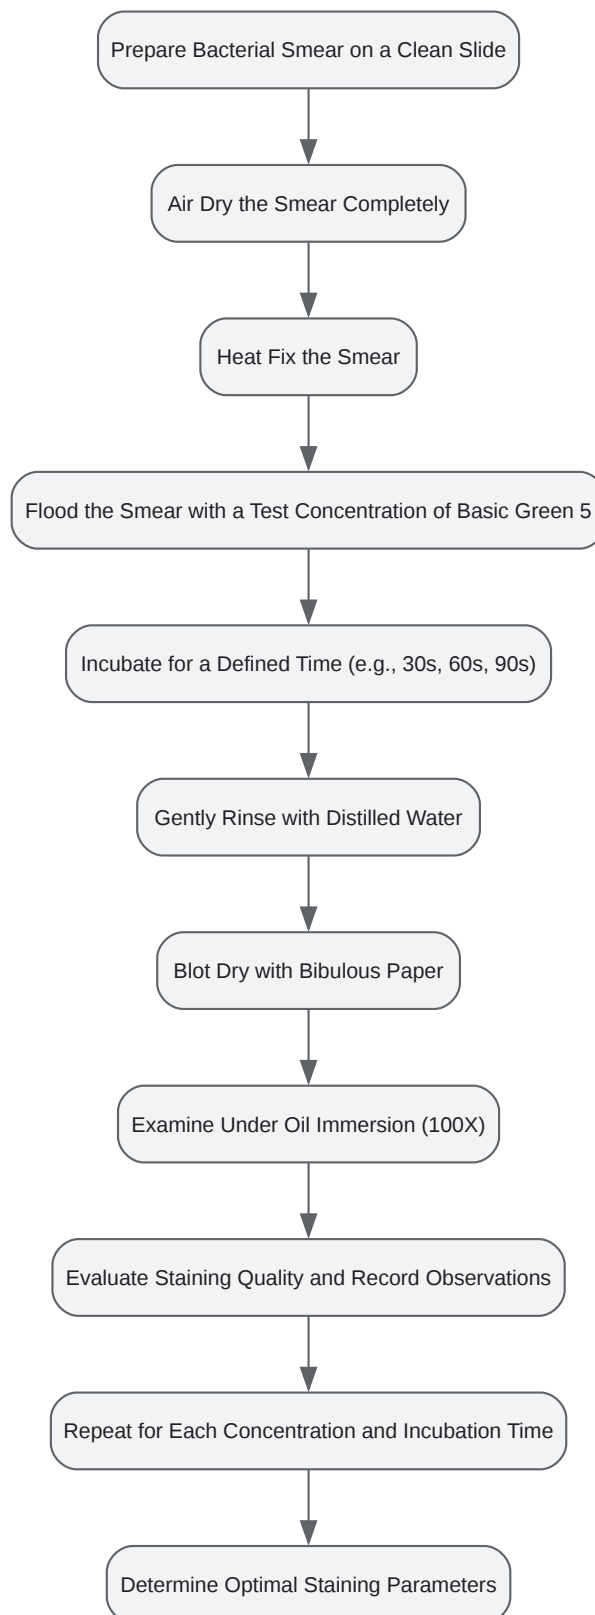 Prepare Bacterial Smear on a Clean Slide
Air Dry the Smear Completely
Heat Fix the Smear
Flood the Smear with a Test Concentration of Basic Green 5
Incubate for a Defined Time (e.g., 30s, 60s, 90s)
Gently Rinse with Distilled Water
Blot Dry with Bibulous Paper
Examine Under Oil Immersion (100X)
Evaluate Staining Quality and Record Observations
Repeat for Each Concentration and Incubation Time
Determine Optimal Staining Parameters